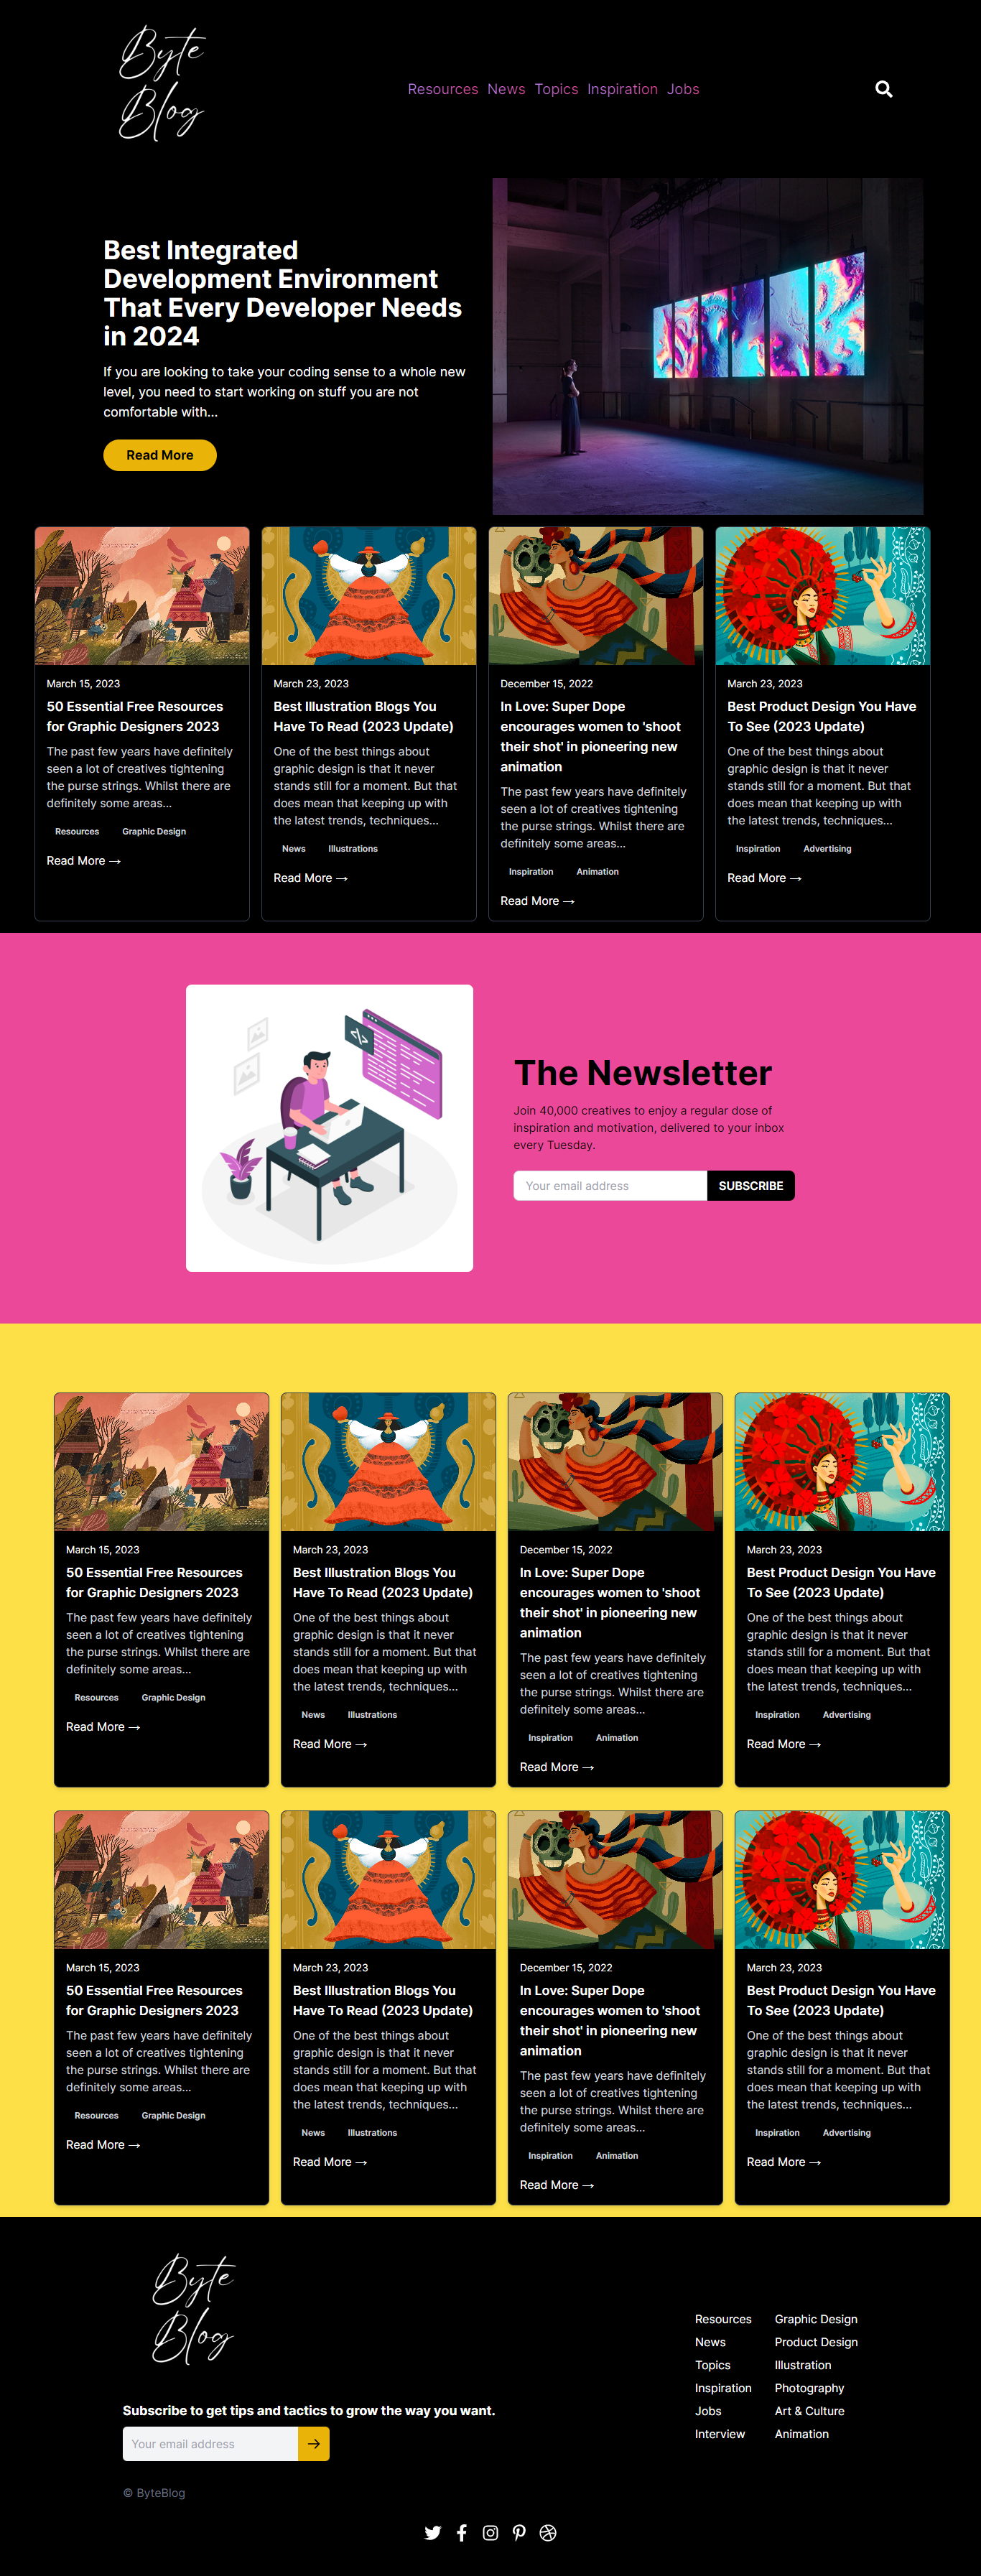 Byte
Blog
Resources News Topics Inspiration Jobs
Best Integrated
Development Environment
That Every Developer Needs
in 2024
If you are looking to take your coding sense to a whole new
level, you need to start working on stuff you are not
comfortable with...
Read More
March 15, 2023
50 Essential Free Resources
for Graphic Designers 2023
The past few years have definitely
seen a lot of creatives tightening
the purse strings. Whilst there are
definitely some areas...
Resources Graphic Design
Read More →
March 23, 2023
Best Illustration Blogs You
Have To Read (2023 Update)
One of the best things about
graphic design is that it never
stands still for a moment. But that
does mean that keeping up with
the latest trends, techniques...
News Illustrations
Read More →
December 15, 2022
In Love: Super Dope
encourages women to 'shoot
their shot' in pioneering new
animation
The past few years have definitely
seen a lot of creatives tightening
the purse strings. Whilst there are
definitely some areas...
Inspiration Animation
Read More →
March 23, 2023
Best Product Design You Have
To See (2023 Update)
One of the best things about
graphic design is that it never
stands still for a moment. But that
does mean that keeping up with
the latest trends, techniques...
Inspiration Advertising
Read More →
</>
The Newsletter
Join 40,000 creatives to enjoy a regular dose of
inspiration and motivation, delivered to your inbox
every Tuesday.
Your email address
SUBSCRIBE
March 15, 2023
50 Essential Free Resources
for Graphic Designers 2023
The past few years have definitely
seen a lot of creatives tightening
the purse strings. Whilst there are
definitely some areas...
Resources Graphic Design
Read More →
March 23, 2023
Best Illustration Blogs You
Have To Read (2023 Update)
One of the best things about
graphic design is that it never
stands still for a moment. But that
does mean that keeping up with
the latest trends, techniques...
News Illustrations
Read More →
December 15, 2022
In Love: Super Dope
encourages women to 'shoot
their shot' in pioneering new
animation
The past few years have definitely
seen a lot of creatives tightening
the purse strings. Whilst there are
definitely some areas...
Inspiration Animation
Read More →
March 23, 2023
Best Product Design You Have
To See (2023 Update)
One of the best things about
graphic design is that it never
stands still for a moment. But that
does mean that keeping up with
the latest trends, techniques...
Inspiration Advertising
Read More →
March 15, 2023
50 Essential Free Resources
for Graphic Designers 2023
The past few years have definitely
seen a lot of creatives tightening
the purse strings. Whilst there are
definitely some areas...
Resources Graphic Design
Read More →
March 23, 2023
Best Illustration Blogs You
Have To Read (2023 Update)
One of the best things about
graphic design is that it never
stands still for a moment. But that
does mean that keeping up with
the latest trends, techniques...
News Illustrations
Read More →
December 15, 2022
In Love: Super Dope
encourages women to 'shoot
their shot' in pioneering new
animation
The past few years have definitely
seen a lot of creatives tightening
the purse strings. Whilst there are
definitely some areas...
Inspiration Animation
Read More →
March 23, 2023
Best Product Design You Have
To See (2023 Update)
One of the best things about
graphic design is that it never
stands still for a moment. But that
does mean that keeping up with
the latest trends, techniques...
Inspiration Advertising
Read More →
Byte
Blog
Subscribe to get tips and tactics to grow the way you want.
Your email address
→
© ByteBlog
Resources
News
Topics
Inspiration
Jobs
Interview
Graphic Design
Product Design
Illustration
Photography
Art & Culture
Animation